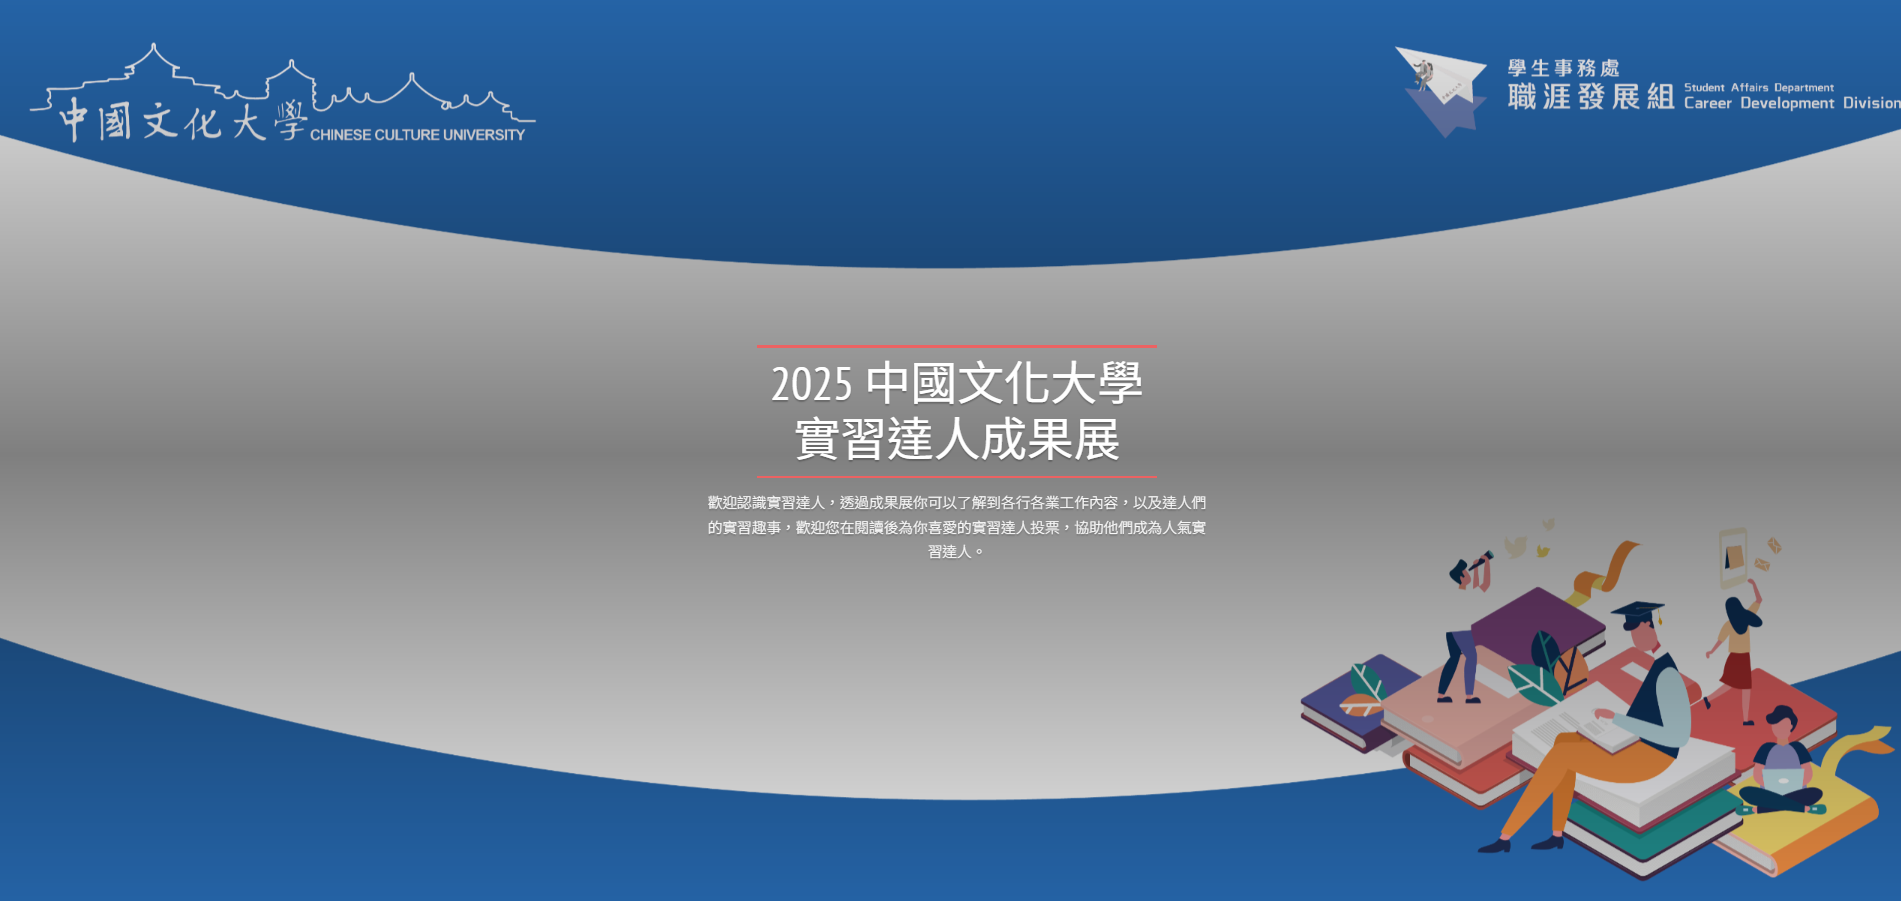 中國文化大學 CHINESE CULTURE UNIVERSITY
學生事務處
職涯發展組
Student Affairs Department
Career Development Division
2025 中國文化大學
實習達人成果展
歡迎認識實習達人，透過成果展你可以了解到各行各業工作內容，以及達人們
的實習趣事，歡迎您在閱讀後為你喜愛的實習達人投票，協助他們成為人氣實
習達人。